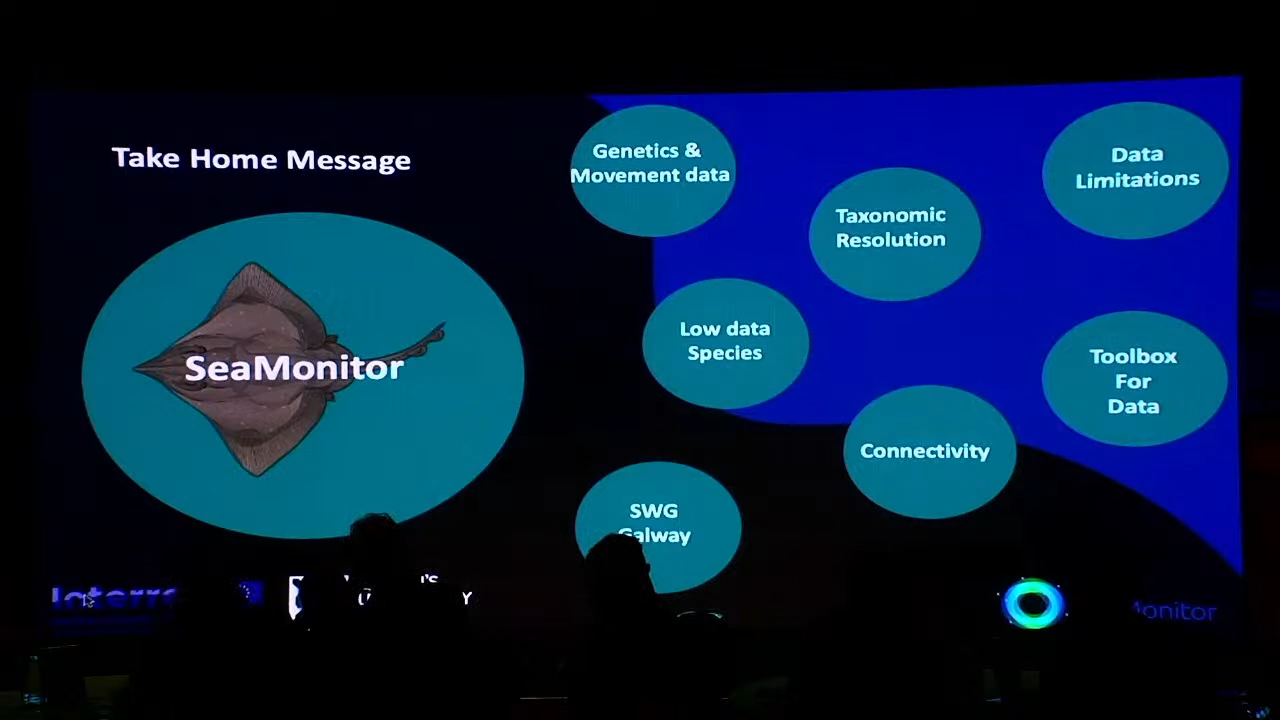 Take Home Message
SeaMonitor
Genetics &
Movement data
Taxonomic
Resolution
Data
Limitations
Low data
Species
Toolbox
For
Data
Connectivity
SWG
Galway